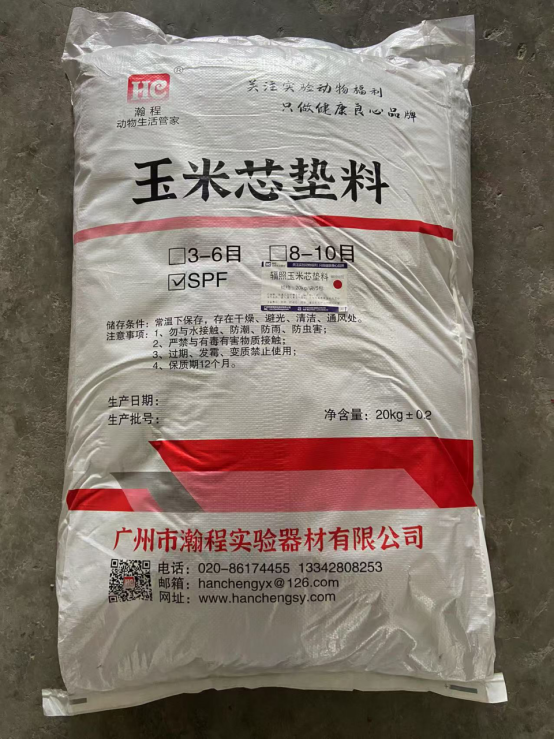 HC®
瀚程
动物生活管家
关注实验动物福利
只做健康良心品牌
玉米芯垫料
□3-6目 □8-10目
☑SPF
辐照玉米芯垫料
储存条件：常温下保存，存在干燥、避光、清洁、通风处。
注意事项：1、勿与水接触、防潮、防雨、防虫害；
2、严禁与有毒有害物质接触；
3、过期、发霉、变质禁止使用；
4、保质期12个月。
生产日期：
生产批号：
净含量：20kg±0.2
广州市瀚程实验器材有限公司
电话：020-86174455 13342808253
邮箱：hanchengyx@126.com
网址：www.hanchengsy.com